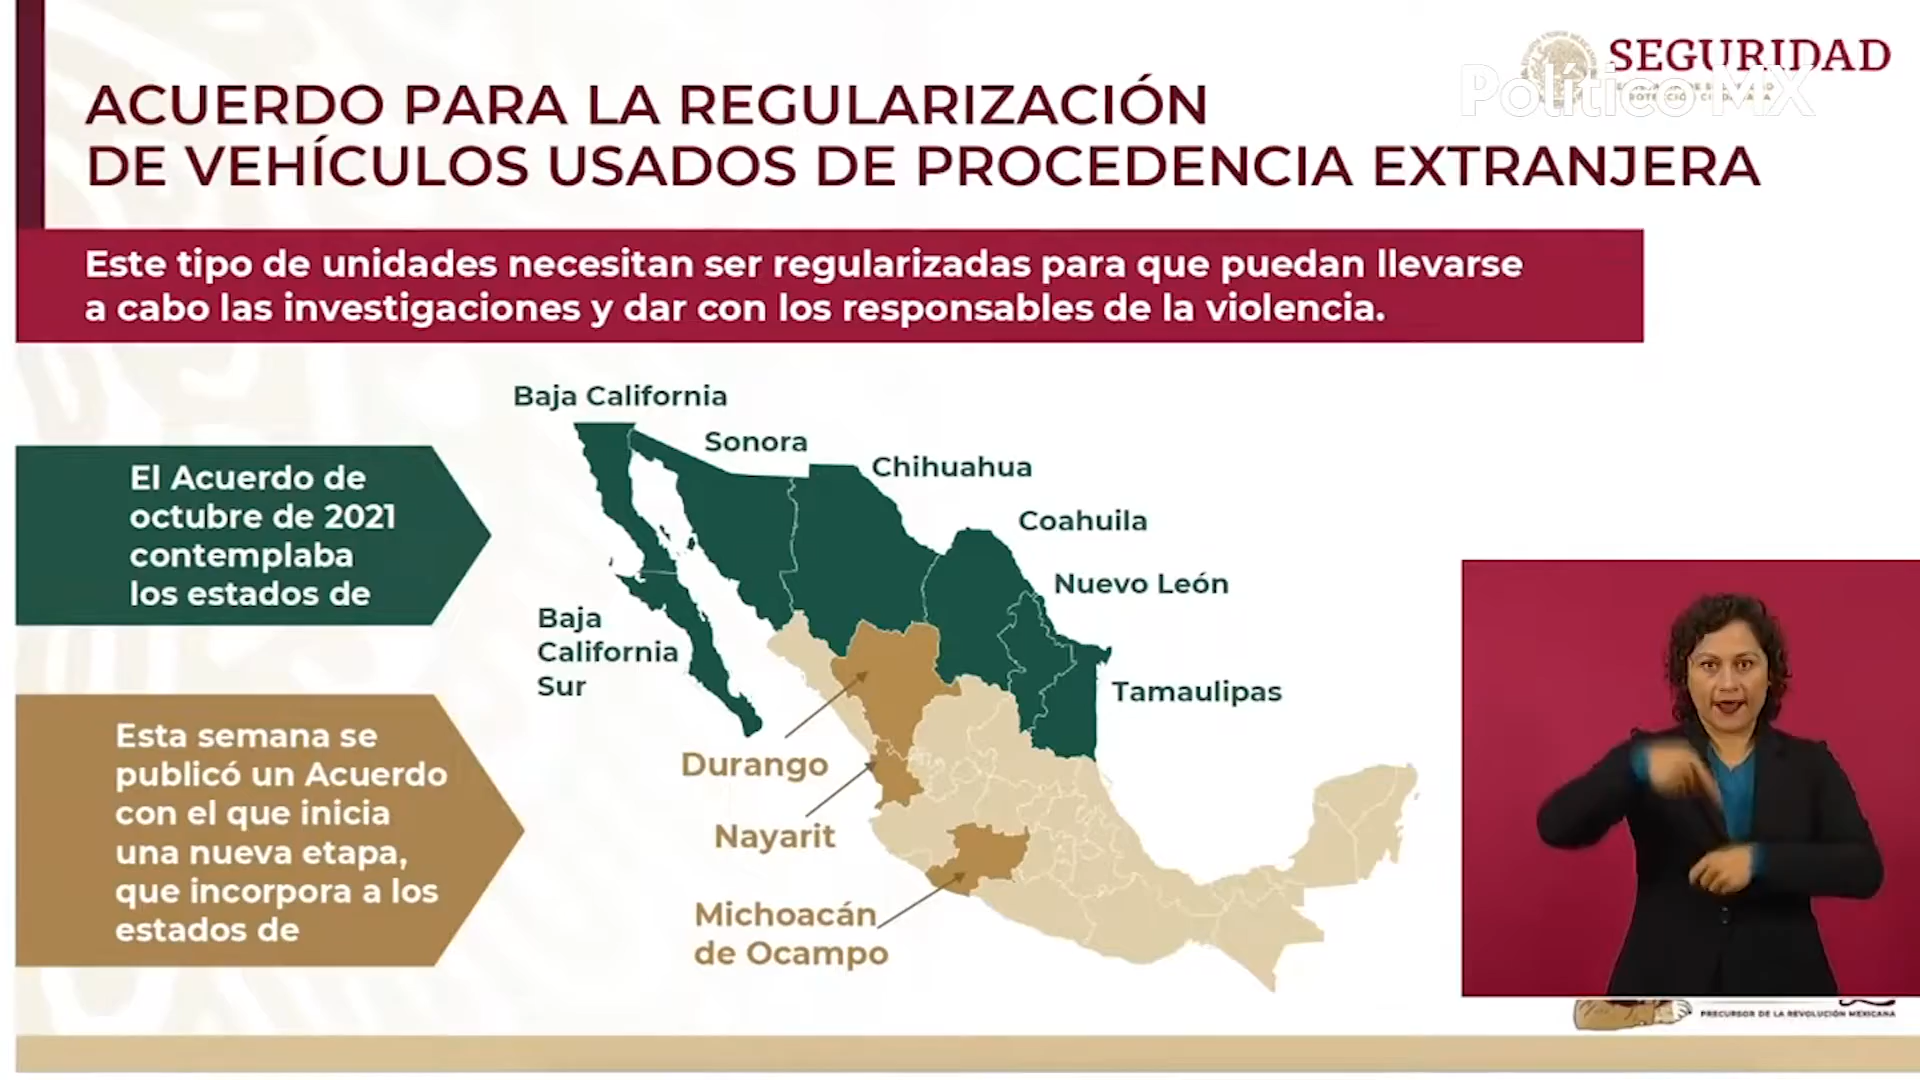 SEGURIDAD
Político MX
ACUERDO PARA LA REGULARIZACIÓN
DE VEHÍCULOS USADOS DE PROCEDENCIA EXTRANJERA
Este tipo de unidades necesitan ser regularizadas para que puedan llevarse
a cabo las investigaciones y dar con los responsables de la violencia.
El Acuerdo de
octubre de 2021
contemplaba
los estados de
Baja California
Sonora
Chihuahua
Coahuila
Nuevo León
Baja
California
Sur
Tamaulipas
Esta semana se
publicó un Acuerdo
con el que inicia
una nueva etapa,
que incorpora a los
estados de
Durango
Nayarit
Michoacán
de Ocampo
PRECURSOR DE LA REVOLUCIÓN MEXICANA